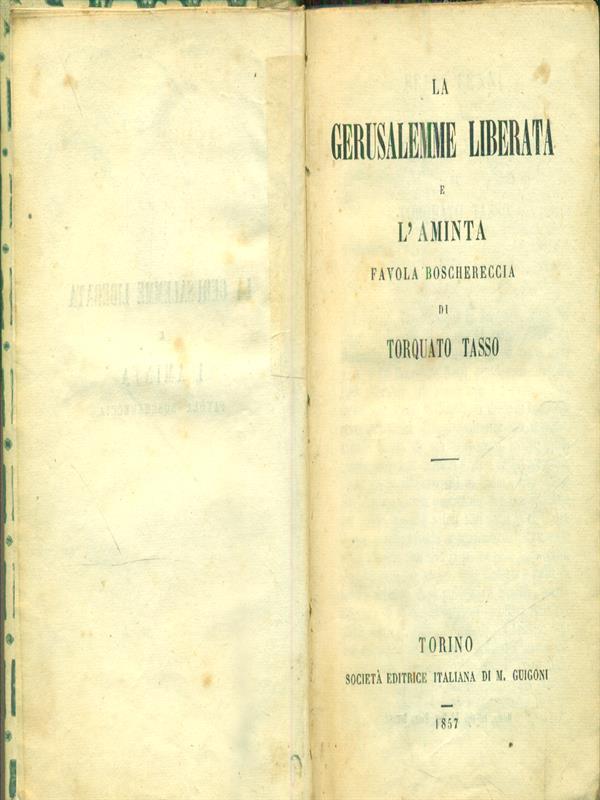 LA
GERUSALEMME LIBERATA
E
L'AMINTA
FAVOLA BOSCHERECCIA
DI
TORQUATO TASSO
TORINO
SOCIETÀ EDITRICE ITALIANA DI M. GUIGONI
1857